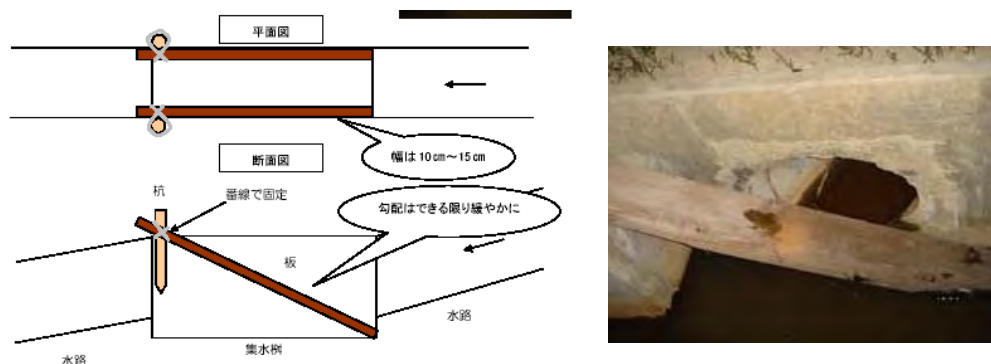 平面図
幅は10㎝～15㎝
断面図
杭
番線で固定
勾配はできる限り緩やかに
板
水路
集水桝
水路